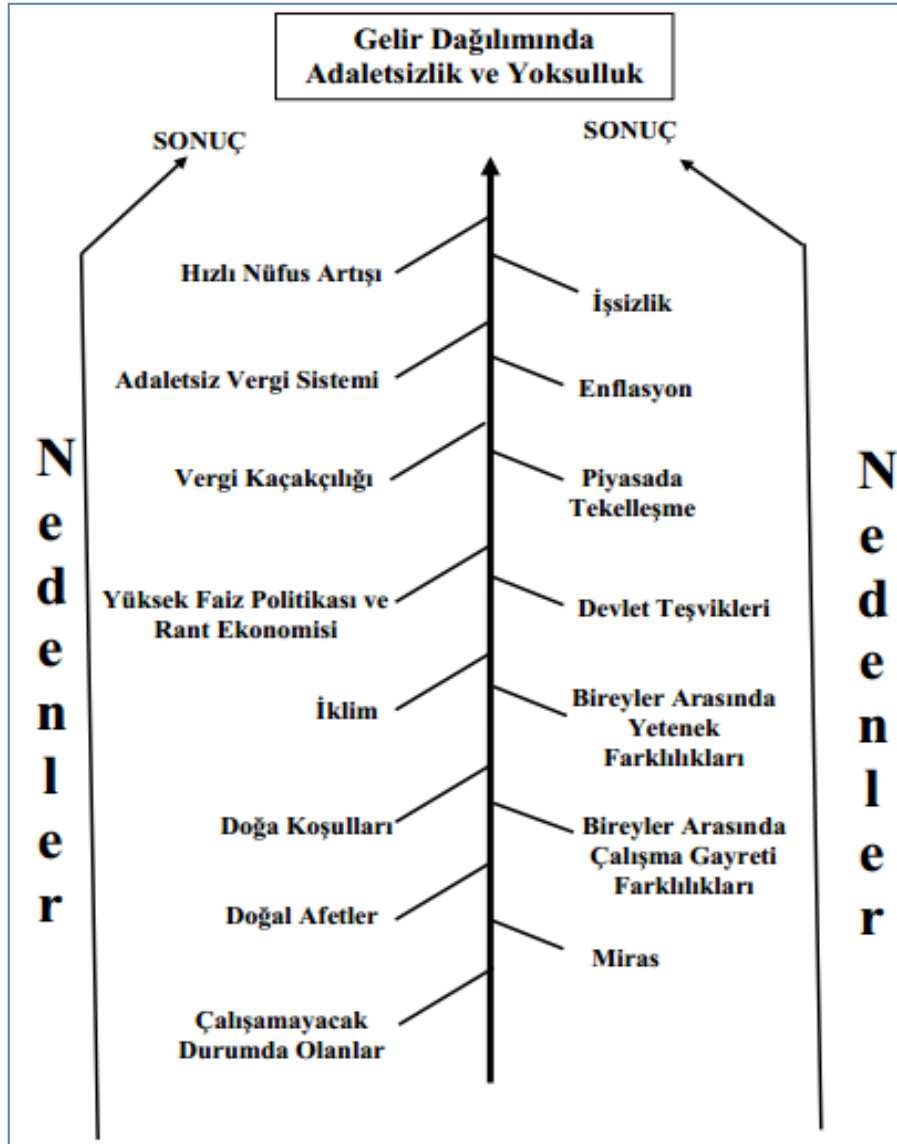 Gelir Dağılımında
Adaletsizlik ve Yoksulluk
SONUÇ
SONUÇ
Hızlı Nüfus Artışı
İşsizlik
Adaletsiz Vergi Sistemi
Enflasyon
Vergi Kaçakçılığı
Piyasada
Tekelleşme
Yüksek Faiz Politikası ve
Rant Ekonomisi
Devlet Teşvikleri
İklim
Bireyler Arasında
Yetenek
Farklılıkları
Doğa Koşulları
Bireyler Arasında
Çalışma Gayreti
Farklılıkları
Doğal Afetler
Miras
Çalışamayacak
Durumda Olanlar
Nedenler
Nedenler